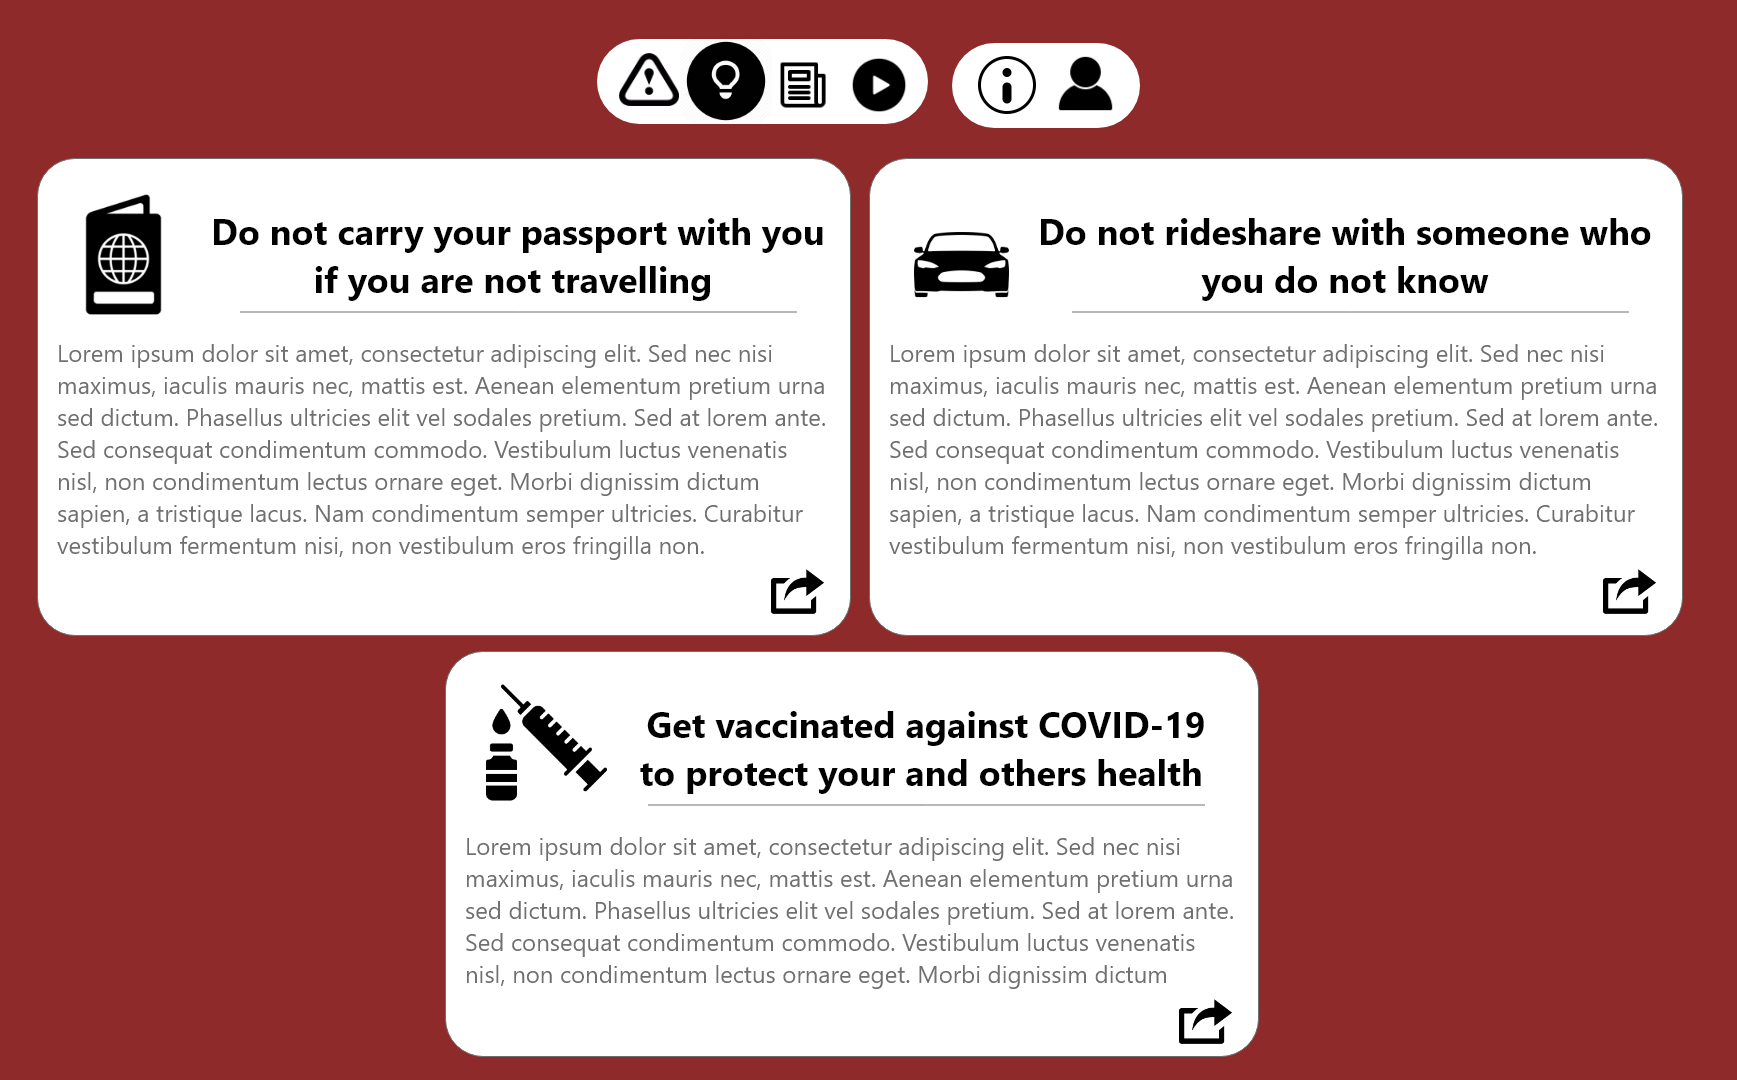 Do not carry your passport with you
if you are not travelling
Lorem ipsum dolor sit amet, consectetur adipiscing elit. Sed nec nisi
maximus, iaculis mauris nec, mattis est. Aenean elementum pretium urna
sed dictum. Phasellus ultricies elit vel sodales pretium. Sed at lorem ante.
Sed consequat condimentum commodo. Vestibulum luctus venenatis
nisl, non condimentum lectus ornare eget. Morbi dignissim dictum
sapien, a tristique lacus. Nam condimentum semper ultricies. Curabitur
vestibulum fermentum nisi, non vestibulum eros fringilla non.
Do not rideshare with someone who
you do not know
Lorem ipsum dolor sit amet, consectetur adipiscing elit. Sed nec nisi
maximus, iaculis mauris nec, mattis est. Aenean elementum pretium urna
sed dictum. Phasellus ultricies elit vel sodales pretium. Sed at lorem ante.
Sed consequat condimentum commodo. Vestibulum luctus venenatis
nisl, non condimentum lectus ornare eget. Morbi dignissim dictum
sapien, a tristique lacus. Nam condimentum semper ultricies. Curabitur
vestibulum fermentum nisi, non vestibulum eros fringilla non.
Get vaccinated against COVID-19
to protect your and others health
Lorem ipsum dolor sit amet, consectetur adipiscing elit. Sed nec nisi
maximus, iaculis mauris nec, mattis est. Aenean elementum pretium urna
sed dictum. Phasellus ultricies elit vel sodales pretium. Sed at lorem ante.
Sed consequat condimentum commodo. Vestibulum luctus venenatis
nisl, non condimentum lectus ornare eget. Morbi dignissim dictum